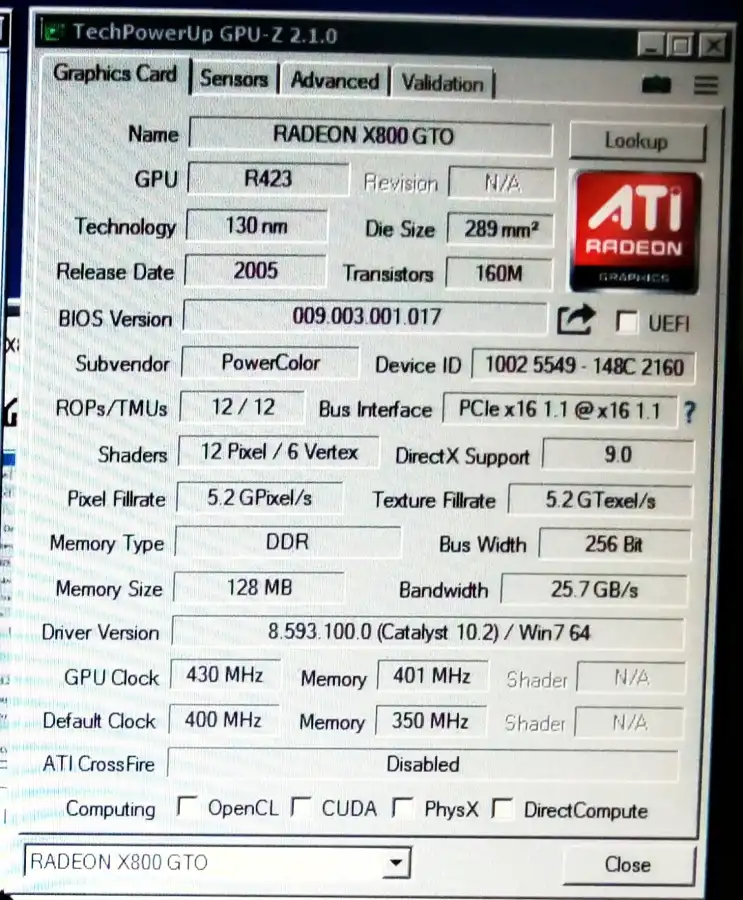 TechPowerUp GPU-Z 2.1.0
Graphics Card Sensors Advanced Validation
Name RADEON X800 GTO Lookup
GPU R423 Revision N/A
ATI
RADEON
GRAPHICS
Technology 130 nm Die Size 289 mm²
Release Date 2005 Transistors 160M
BIOS Version 009.003.001.017 UEFI
Subvendor PowerColor Device ID 1002 5549 - 148C 2160
ROPs/TMUs 12 / 12 Bus Interface PCIe x16 1.1 @ x16 1.1 ?
Shaders 12 Pixel / 6 Vertex DirectX Support 9.0
Pixel Fillrate 5.2 GPixel/s Texture Fillrate 5.2 GTexel/s
Memory Type DDR Bus Width 256 Bit
Memory Size 128 MB Bandwidth 25.7 GB/s
Driver Version 8.593.100.0 (Catalyst 10.2) / Win7 64
GPU Clock 430 MHz Memory 401 MHz Shader N/A
Default Clock 400 MHz Memory 350 MHz Shader N/A
ATI CrossFire Disabled
Computing OpenCL CUDA PhysX DirectCompute
RADEON X800 GTO Close